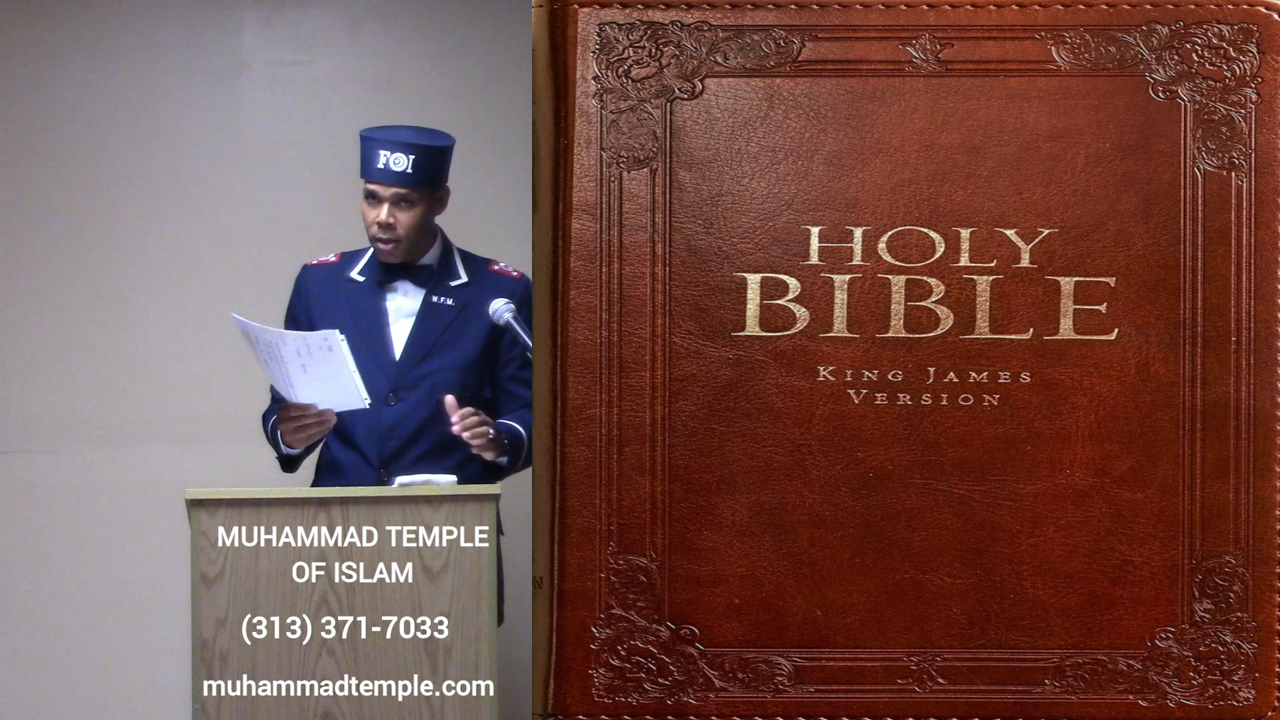 FOI
W.F.M.
MUHAMMAD TEMPLE
OF ISLAM
(313) 371-7033
muhammadtemple.com
HOLY
BIBLE
KING JAMES
VERSION